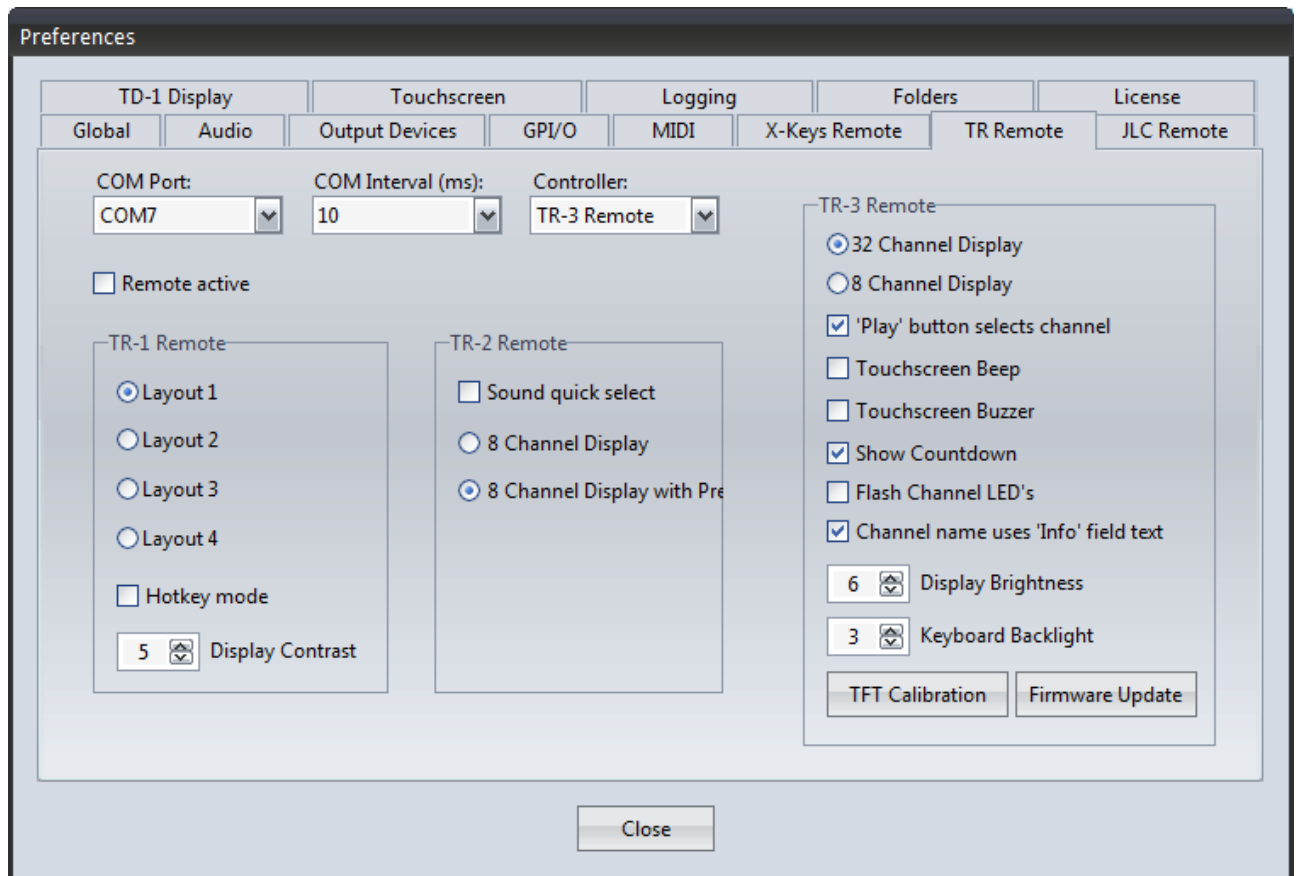 Preferences
TD-1 Display
Touchscreen
Logging
Folders
License
Global
Audio
Output Devices
GPI/O
MIDI
X-Keys Remote
TR Remote
JLC Remote
COM Port:
COM7
COM Interval (ms):
10
Controller:
TR-3 Remote
Remote active
TR-1 Remote
Layout 1
Layout 2
Layout 3
Layout 4
Hotkey mode
5 Display Contrast
TR-2 Remote
Sound quick select
8 Channel Display
8 Channel Display with Pre
TR-3 Remote
32 Channel Display
8 Channel Display
'Play' button selects channel
Touchscreen Beep
Touchscreen Buzzer
Show Countdown
Flash Channel LED's
Channel name uses 'Info' field text
6 Display Brightness
3 Keyboard Backlight
TFT Calibration
Firmware Update
Close